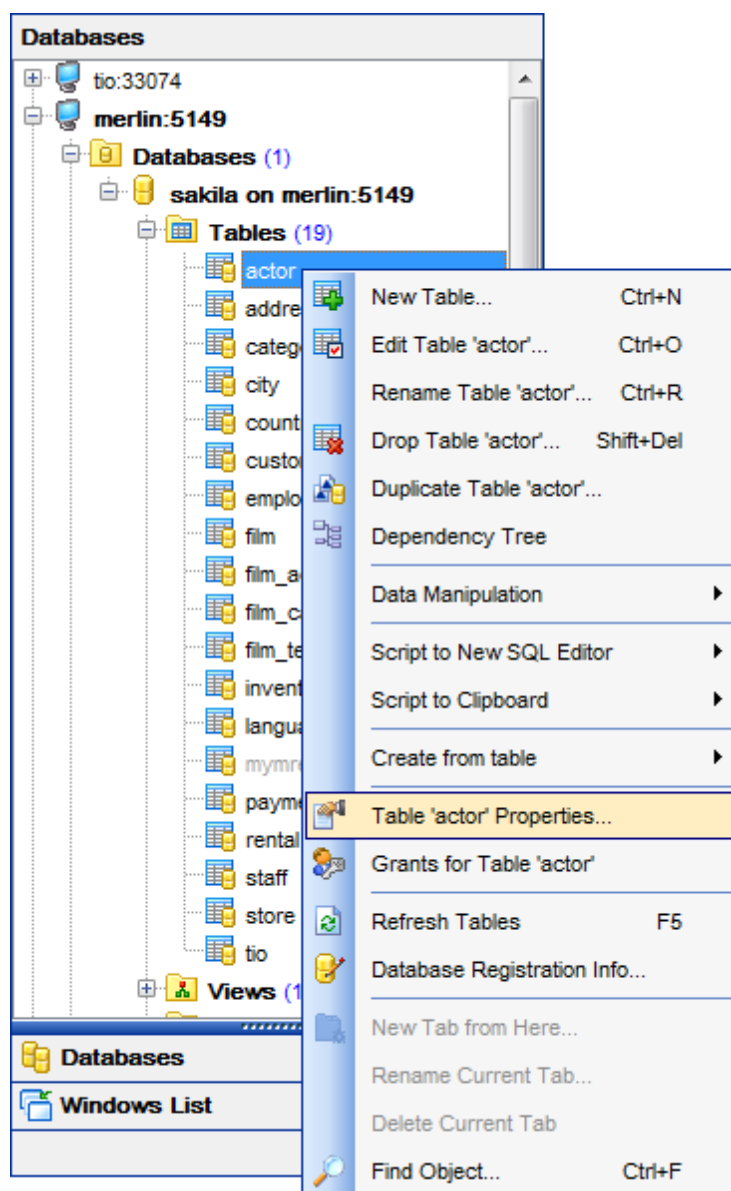 Databases
tio:33074
merlin:5149
Databases (1)
sakila on merlin:5149
Tables (19)
actor
city
film
rental
staff
store
tio
Views
Databases
Windows List
New Table... Ctrl+N
Edit Table 'actor'... Ctrl+O
Rename Table 'actor'... Ctrl+R
Drop Table 'actor'... Shift+Del
Duplicate Table 'actor'...
Dependency Tree
Data Manipulation
Script to New SQL Editor
Script to Clipboard
Create from table
Table 'actor' Properties...
Grants for Table 'actor'
Refresh Tables F5
Database Registration Info...
New Tab from Here...
Rename Current Tab...
Delete Current Tab
Find Object... Ctrl+F